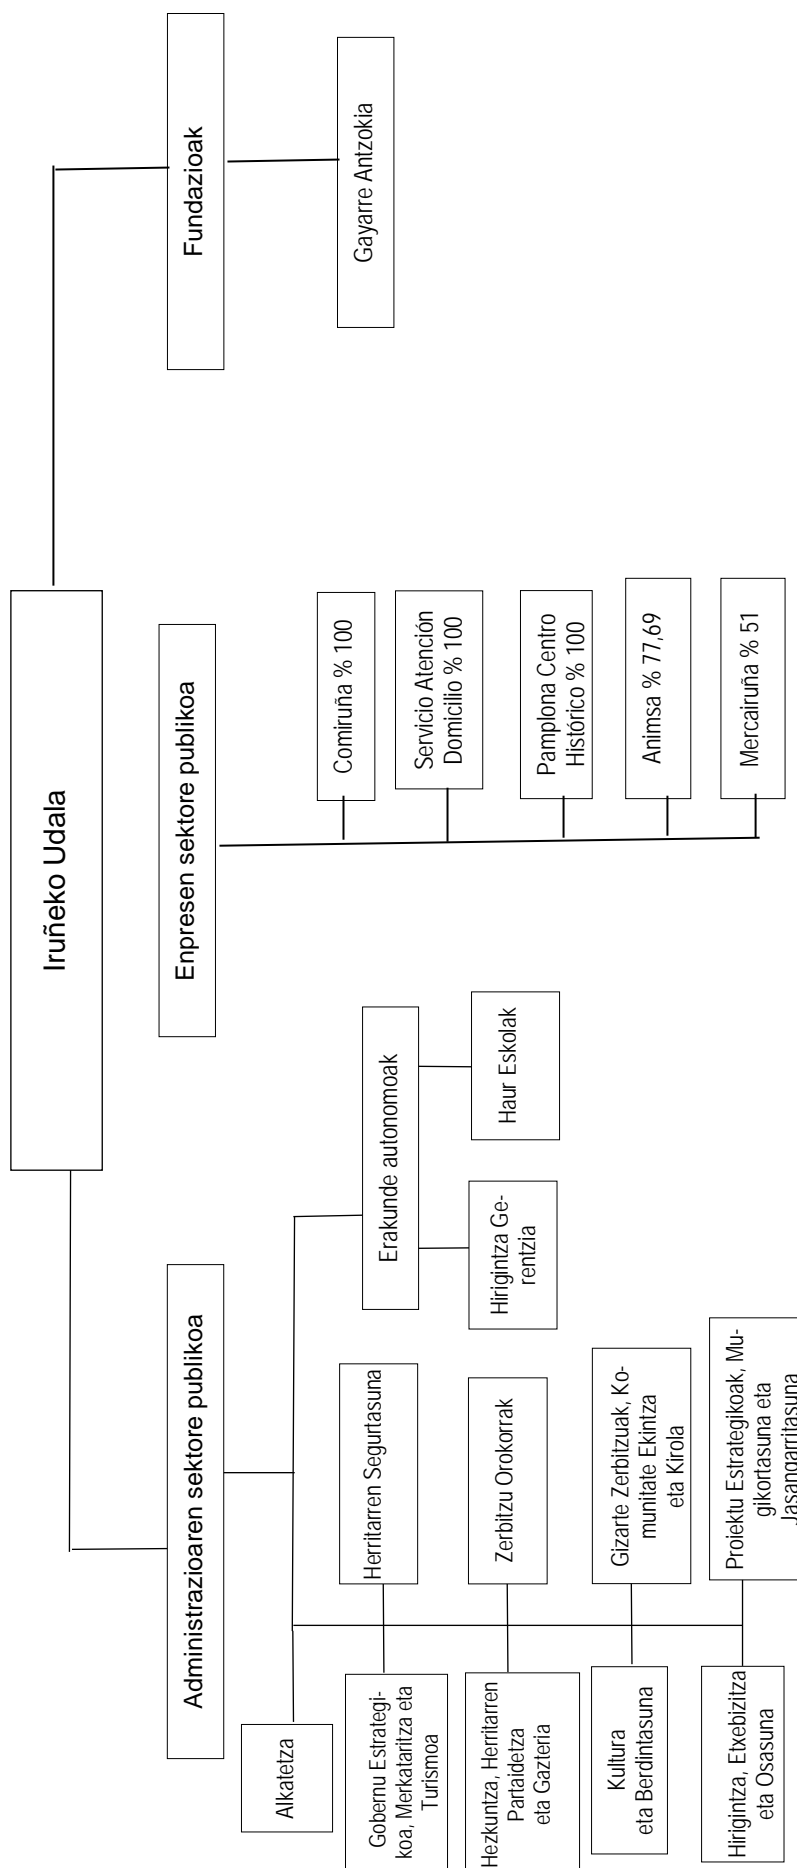 Iruñeko Udala
Administrazioaren sektore publikoa
Enpresen sektore publikoa
Fundazioak
Alkatetza
Erakunde autonomoak
Comiruña % 100
Gayarre Antzokia
Gobernu Estrategi-
koa, Merkataritza eta
Turismoa
Herritarren Segurtasuna
Servicio Atención
Domicilio % 100
Hezkuntza, Herritarren
Partaidetza
eta Gazteria
Zerbitzu Orokorrak
Hirigintza Ge-
rentzia
Haur Eskolak
Pamplona Centro
Histórico % 100
Kultura
eta Berdintasuna
Gizarte Zerbitzuak, Ko-
munitate Ekintza
eta Kirola
Animsa % 77,69
Hirigintza, Etxebizitza
eta Osasuna
Proiektu Estrategikoak, Mu-
gikortasuna eta
Jasangarritasuna
Mercairuña % 51